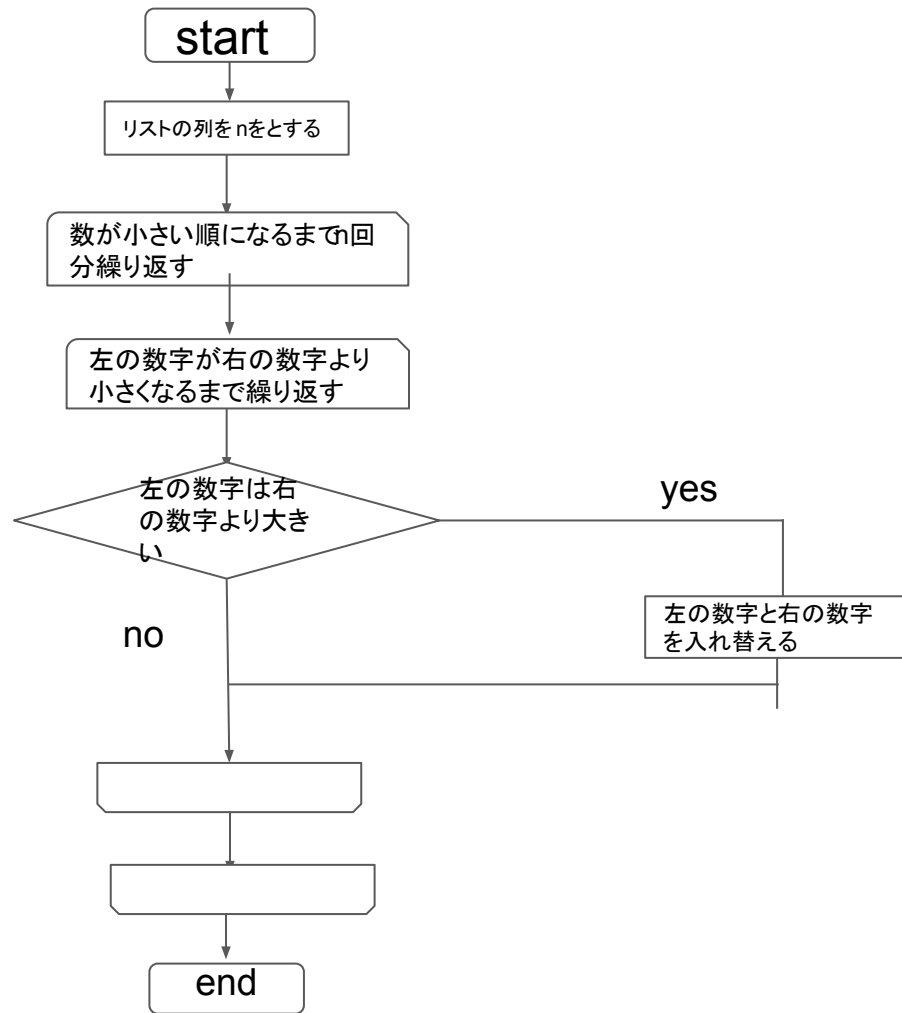 start
リストの列をnをとする
数が小さい順になるまでn回
分繰り返す
左の数字が右の数字より
小さくなるまで繰り返す
左の数字は右
の数字より大き
い
yes
左の数字と右の数字
を入れ替える
no
end